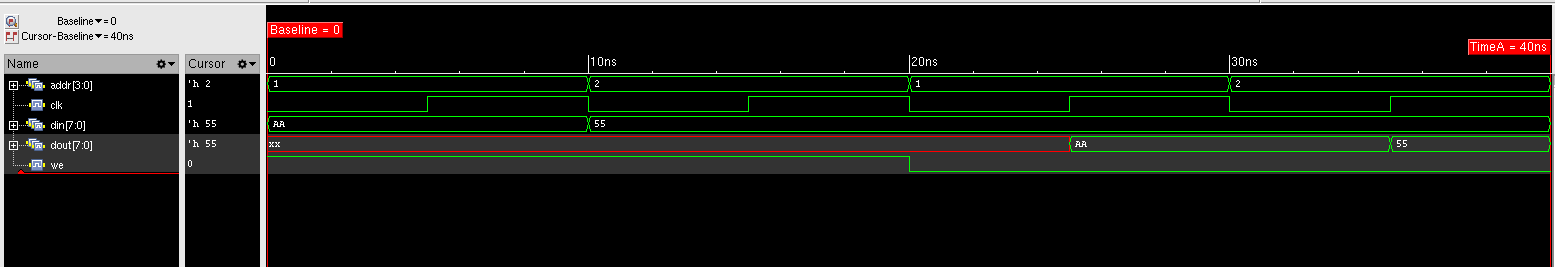 Baseline▼= 0
Cursor-Baseline▼= 40ns
Baseline = 0
TimeA = 40ns
Name Cursor
0 10ns 20ns 30ns
addr[3:0] 'h 2 1 2 1 2
clk 1
din[7:0] 'h 55 AA 55
dout[7:0] 'h 55 xx AA 55
we 0